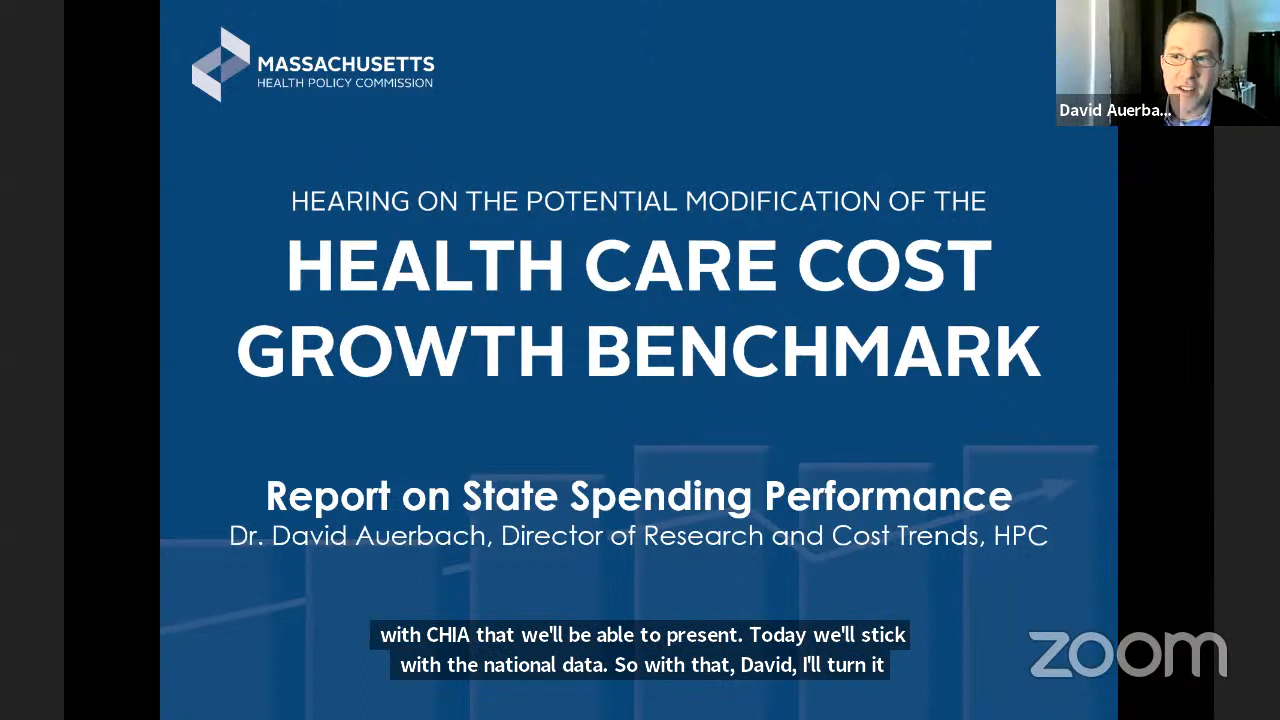 MASSACHUSETTS
HEALTH POLICY COMMISSION
David Auerba...
HEARING ON THE POTENTIAL MODIFICATION OF THE
HEALTH CARE COST
GROWTH BENCHMARK
Report on State Spending Performance
Dr. David Auerbach, Director of Research and Cost Trends, HPC
with CHIA that we'll be able to present. Today we'll stick
with the national data. So with that, David, I'll turn it
zoom